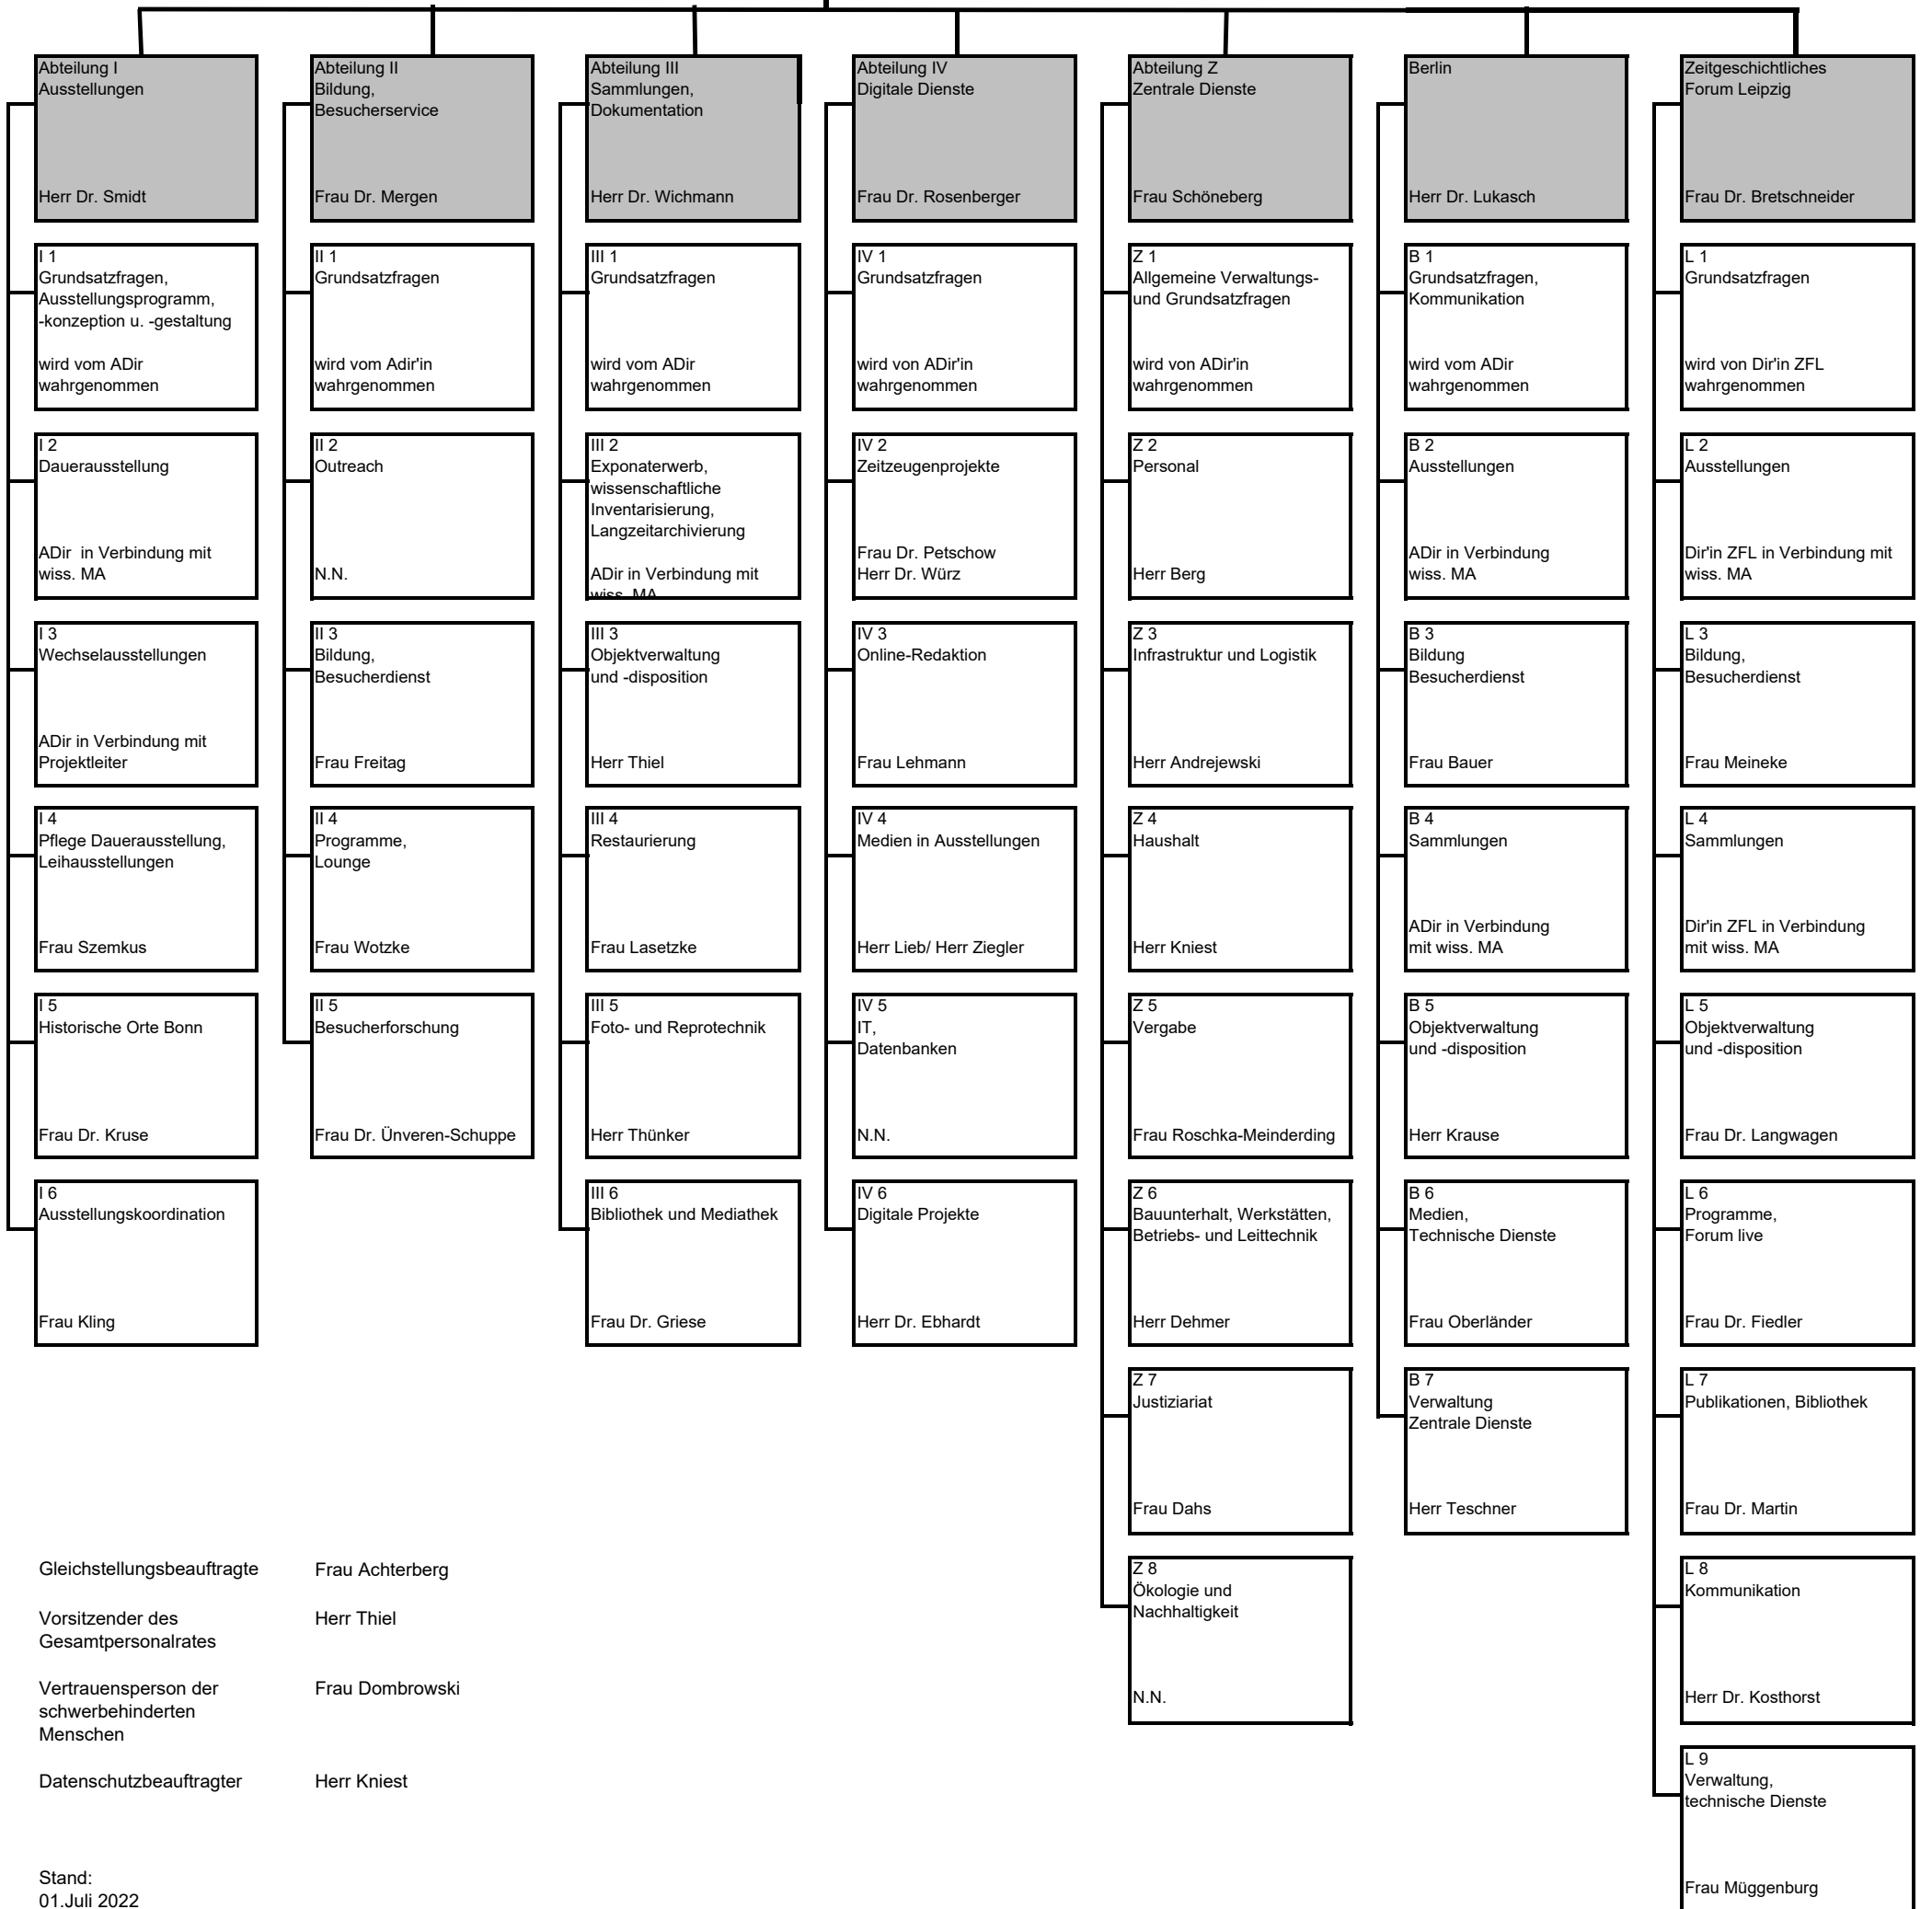 Abteilung I
Ausstellungen
Herr Dr. Smidt
I 1
Grundsatzfragen,
Ausstellungsprogramm,
-konzeption u. -gestaltung
wird vom ADir
wahrgenommen
I 2
Dauerausstellung
ADir  in Verbindung mit
wiss. MA
I 3
Wechselausstellungen
ADir in Verbindung mit
Projektleiter
I 4
Pflege Dauerausstellung,
Leihausstellungen
Frau Szemkus
I 5
Historische Orte Bonn
Frau Dr. Kruse
I 6
Ausstellungskoordination
Frau Kling
Abteilung II
Bildung,
Besucherservice
Frau Dr. Mergen
II 1
Grundsatzfragen
wird vom Adir'in
wahrgenommen
II 2
Outreach
N.N.
II 3
Bildung,
Besucherdienst
Frau Freitag
II 4
Programme,
Lounge
Frau Wotzke
II 5
Besucherforschung
Frau Dr. Ünveren-Schuppe
Abteilung III
Sammlungen,
Dokumentation
Herr Dr. Wichmann
III 1
Grundsatzfragen
wird vom ADir
wahrgenommen
III 2
Exponaterwerb,
wissenschaftliche
Inventarisierung,
Langzeitarchivierung
ADir in Verbindung mit
wiss. MA
III 3
Objektverwaltung
und -disposition
Herr Thiel
III 4
Restaurierung
Frau Lasetzke
III 5
Foto- und Reprotechnik
Herr Thünker
III 6
Bibliothek und Mediathek
Frau Dr. Griese
Abteilung IV
Digitale Dienste
Frau Dr. Rosenberger
IV 1
Grundsatzfragen
wird von ADir'in
wahrgenommen
IV 2
Zeitzeugenprojekte
Frau Dr. Petschow
Herr Dr. Würz
IV 3
Online-Redaktion
Frau Lehmann
IV 4
Medien in Ausstellungen
Herr Lieb/ Herr Ziegler
IV 5
IT,
Datenbanken
N.N.
IV 6
Digitale Projekte
Herr Dr. Ebhardt
Abteilung Z
Zentrale Dienste
Frau Schöneberg
Z 1
Allgemeine Verwaltungs-
und Grundsatzfragen
wird von ADir'in
wahrgenommen
Z 2
Personal
Herr Berg
Z 3
Infrastruktur und Logistik
Herr Andrejewski
Z 4
Haushalt
Herr Kniest
Z 5
Vergabe
Frau Roschka-Meinderding
Z 6
Bauunterhalt, Werkstätten,
Betriebs- und Leittechnik
Herr Dehmer
Z 7
Justiziariat
Frau Dahs
Z 8
Ökologie und
Nachhaltigkeit
N.N.
Berlin
Herr Dr. Lukasch
B 1
Grundsatzfragen,
Kommunikation
wird vom ADir
wahrgenommen
B 2
Ausstellungen
ADir in Verbindung
wiss. MA
B 3
Bildung
Besucherdienst
Frau Bauer
B 4
Sammlungen
ADir in Verbindung
mit wiss. MA
B 5
Objektverwaltung
und -disposition
Herr Krause
B 6
Medien,
Technische Dienste
Frau Oberländer
B 7
Verwaltung
Zentrale Dienste
Herr Teschner
Zeitgeschichtliches
Forum Leipzig
Frau Dr. Bretschneider
L 1
Grundsatzfragen
wird von Dir'in ZFL
wahrgenommen
L 2
Ausstellungen
Dir'in ZFL in Verbindung mit
wiss. MA
L 3
Bildung,
Besucherdienst
Frau Meineke
L 4
Sammlungen
Dir'in ZFL in Verbindung
mit wiss. MA
L 5
Objektverwaltung
und -disposition
Frau Dr. Langwagen
L 6
Programme,
Forum live
Frau Dr. Fiedler
L 7
Publikationen, Bibliothek
Frau Dr. Martin
L 8
Kommunikation
Herr Dr. Kosthorst
L 9
Verwaltung,
technische Dienste
Frau Müggenburg
Gleichstellungsbeauftragte Frau Achterberg
Vorsitzender des Herr Thiel
Gesamtpersonalrates
Vertrauensperson der Frau Dombrowski
schwerbehinderten
Menschen
Datenschutzbeauftragter Herr Kniest
Stand:
01.Juli 2022